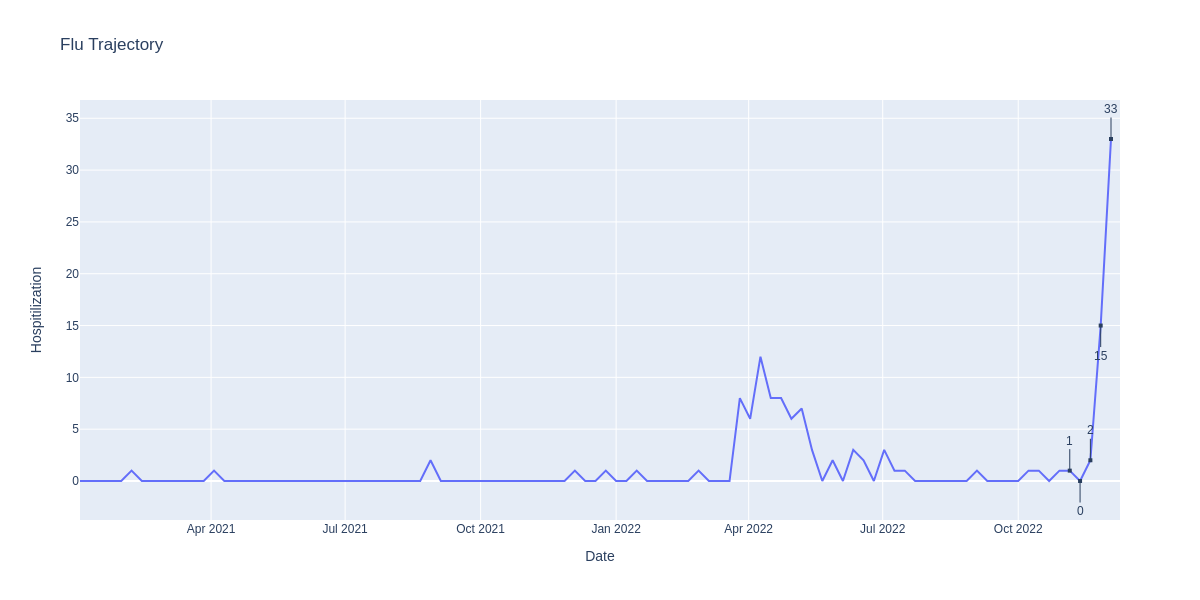 Flu Trajectory
33
35
30
25
20
15
15
10
2
5
1
0
0
Apr 2021
Jul 2021
Oct 2021
Jan 2022
Apr 2022
Jul 2022
Oct 2022
Hospitilization
Date